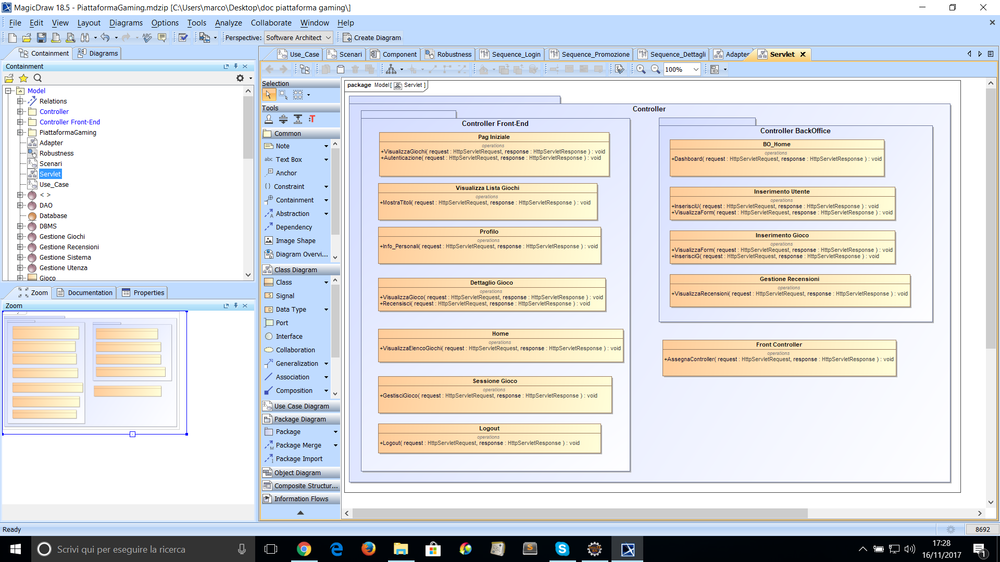 MagicDraw 18.5 - PiattaformaGaming.mdzip [C:\Users\marco\Desktop\doc piattaforma gaming\]
File Edit View Layout Diagrams Options Tools Analyze Collaborate Window Help
Perspective: Software Architect Create Diagram
Containment Diagrams
Use_Case Scenari Component Robustness Sequence_Login Sequence_Promozione Sequence_Dettagli Adapter Servlet
Containment
100%
Model
Relations
Controller
Controller Front-End
PiattaformaGaming
Adapter
Robustness
Scenari
Servlet
Use_Case
< >
DAO
Database
DBMS
Gestione Giochi
Gestione Recensioni
Gestione Sistema
Gestione Utenza
Gioco
Zoom Documentation Properties
Zoom
Selection
Tools
Common
Note
abc Text Box
Anchor
{} Constraint
Containment
Abstraction
Dependency
Image Shape
Diagram Overvi...
Class Diagram
Class
Signal
Data Type
Port
Interface
Collaboration
Generalization
Association
Composition
Use Case Diagram
Package Diagram
Package
Package Merge
Package Import
Object Diagram
Composite Structur...
Information Flows
package Model[ Servlet ]
Controller
Controller Front-End
Pag Iniziale
operations
+VisualizzaGiochi( request : HttpServletRequest, response : HttpServletResponse ) : void
+Autenticazione( request : HttpServletRequest, response : HttpServletResponse ) : void
Visualizza Lista Giochi
operations
+MostraTitoli( request : HttpServletRequest, response : HttpServletResponse ) : void
Profilo
operations
+Info_Personali( request : HttpServletRequest, response : HttpServletResponse ) : void
Dettaglio Gioco
operations
+VisualizzaGioco( request : HttpServletRequest, response : HttpServletResponse ) : void
+Recensisci( request : HttpServletRequest, response : HttpServletResponse ) : void
Home
operations
+VisualizzaElencoGiochi( request : HttpServletRequest, response : HttpServletResponse ) : void
Sessione Gioco
operations
+GestisciGioco( request : HttpServletRequest, response : HttpServletResponse ) : void
Logout
operations
+Logout( request : HttpServletRequest, response : HttpServletResponse ) : void
Controller BackOffice
BO_Home
operations
+Dashboard( request : HttpServletRequest, response : HttpServletResponse ) : void
Inserimento Utente
operations
+InserisciU( request : HttpServletRequest, response : HttpServletResponse ) : void
+VisualizzaForm( request : HttpServletRequest, response : HttpServletResponse ) : void
Inserimento Gioco
operations
+VisualizzaForm( request : HttpServletRequest, response : HttpServletResponse ) : void
+InserisciG( request : HttpServletRequest, response : HttpServletResponse ) : void
Gestione Recensioni
operations
+VisualizzaRecensioni( request : HttpServletRequest, response : HttpServletResponse ) : void
Front Controller
operations
+AssegnaController( request : HttpServletRequest, response : HttpServletResponse ) : void
Ready
8692
Scrivi qui per eseguire la ricerca
17:28
16/11/2017
1